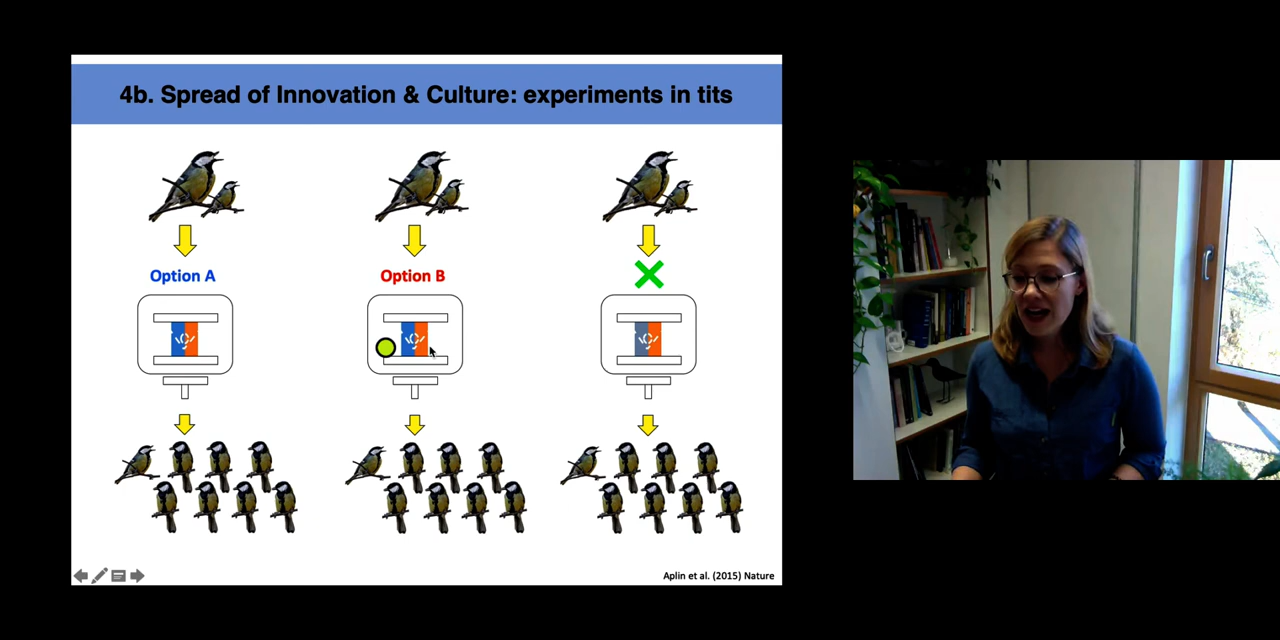 4b. Spread of Innovation & Culture: experiments in tits
Option A
Option B
Aplin et al. (2015) Nature